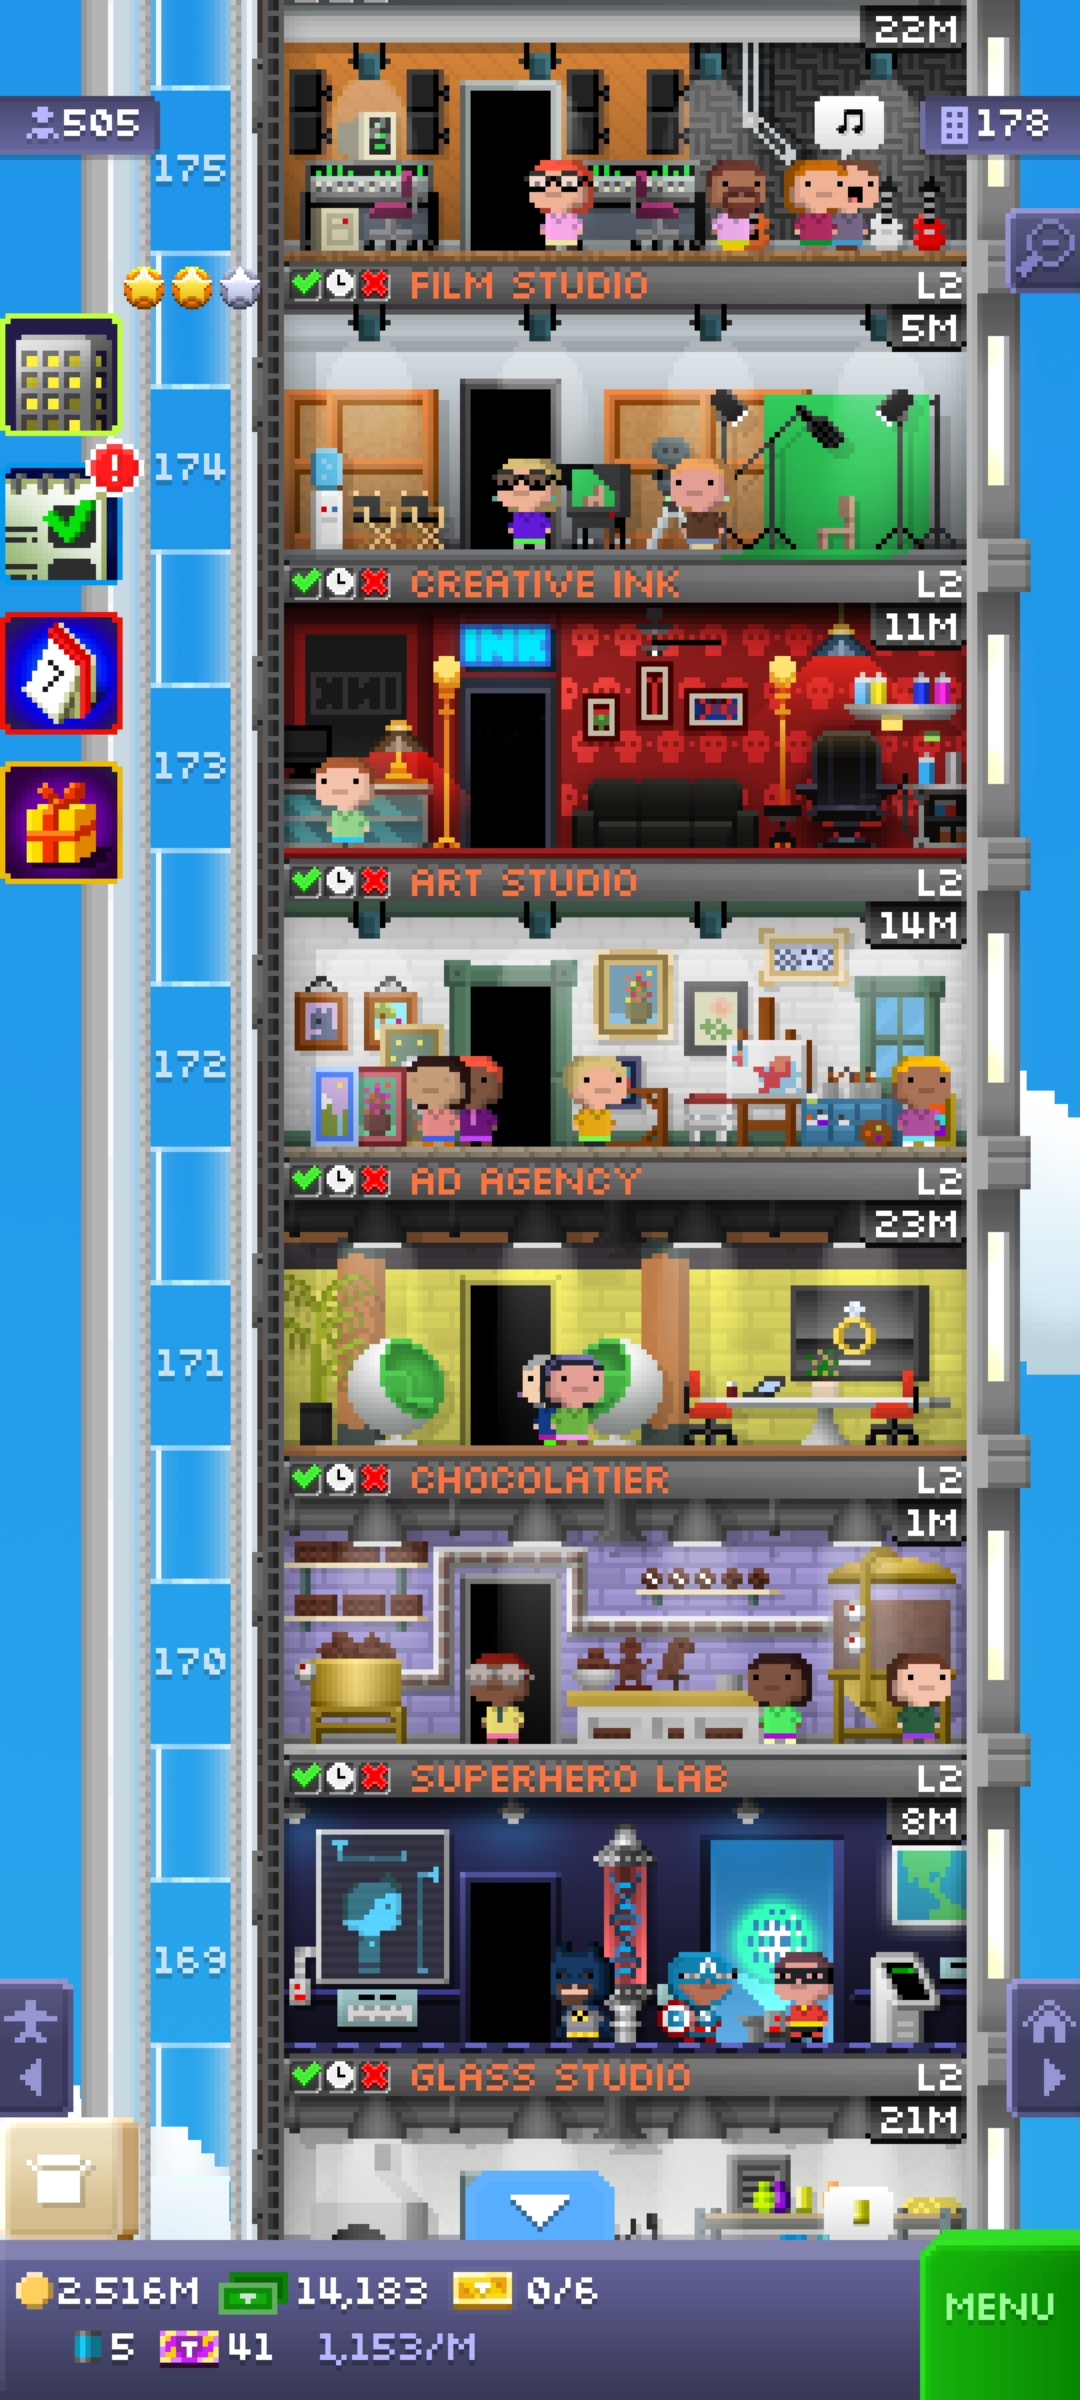 22M
505
178
175
FILM STUDIO L2
5M
174
CREATIVE INK L2
11M
INK
173
ART STUDIO L2
14M
172
AD AGENCY L2
23M
171
CHOCOLATIER L2
1M
170
SUPERHERO LAB L2
8M
169
GLASS STUDIO L2
21M
2.516M 14,183 0/6
MENU
5 41 1,153/M